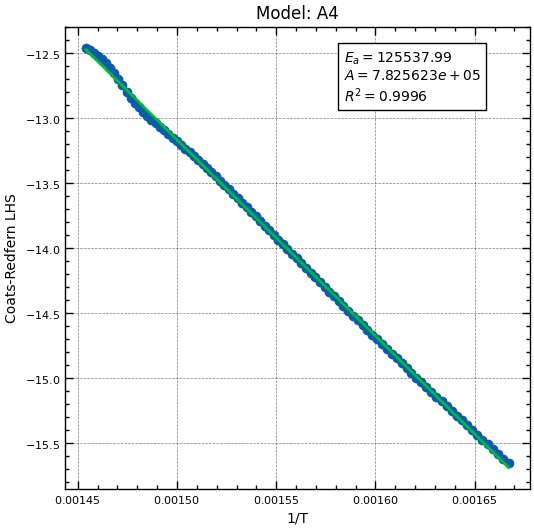 Model: A4
E_a = 125537.99
A = 7.825623e + 05
R^2 = 0.9996
Coats-Redfern LHS
−12.5
−13.0
−13.5
−14.0
−14.5
−15.0
−15.5
0.00145 0.00150 0.00155 0.00160 0.00165
1/T